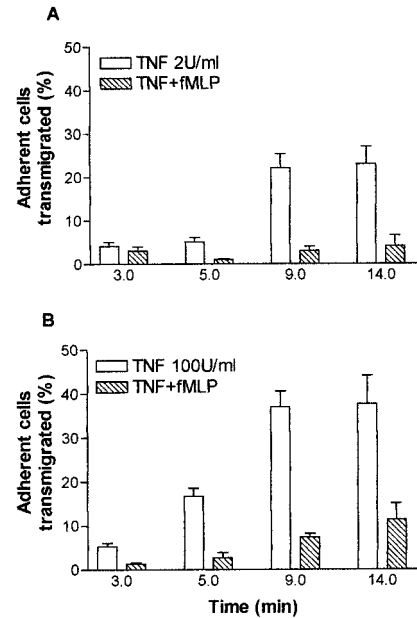 A
50
40
30
20
10
0
Adherent cells
transmigrated (%)
TNF 2U/ml
TNF+fMLP
3.0 5.0 9.0 14.0
B
50
40
30
20
10
0
Adherent cells
transmigrated (%)
TNF 100U/ml
TNF+fMLP
3.0 5.0 9.0 14.0
Time (min)